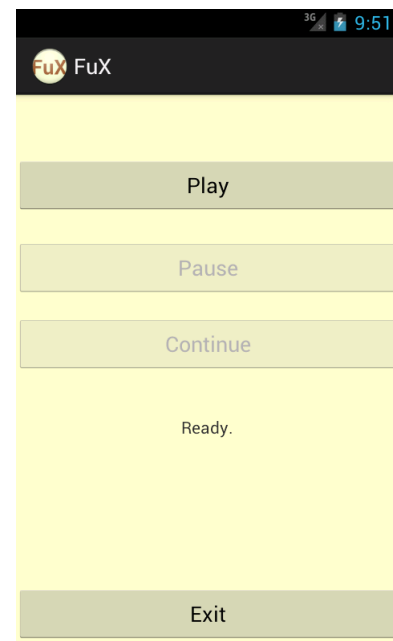 3G 9:51
FuX FuX
Play
Pause
Continue
Ready.
Exit